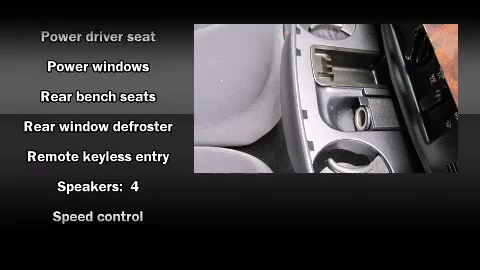 Power driver seat
Power windows
Rear bench seats
Rear window defroster
Remote keyless entry
Speakers: 4
Speed control